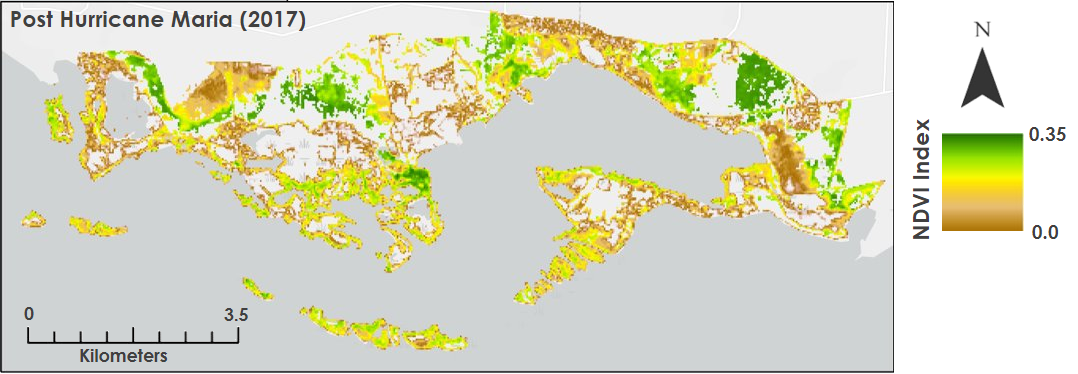 Post Hurricane Maria (2017)
N
0.35
NDVI Index
0.0
0 3.5
Kilometers